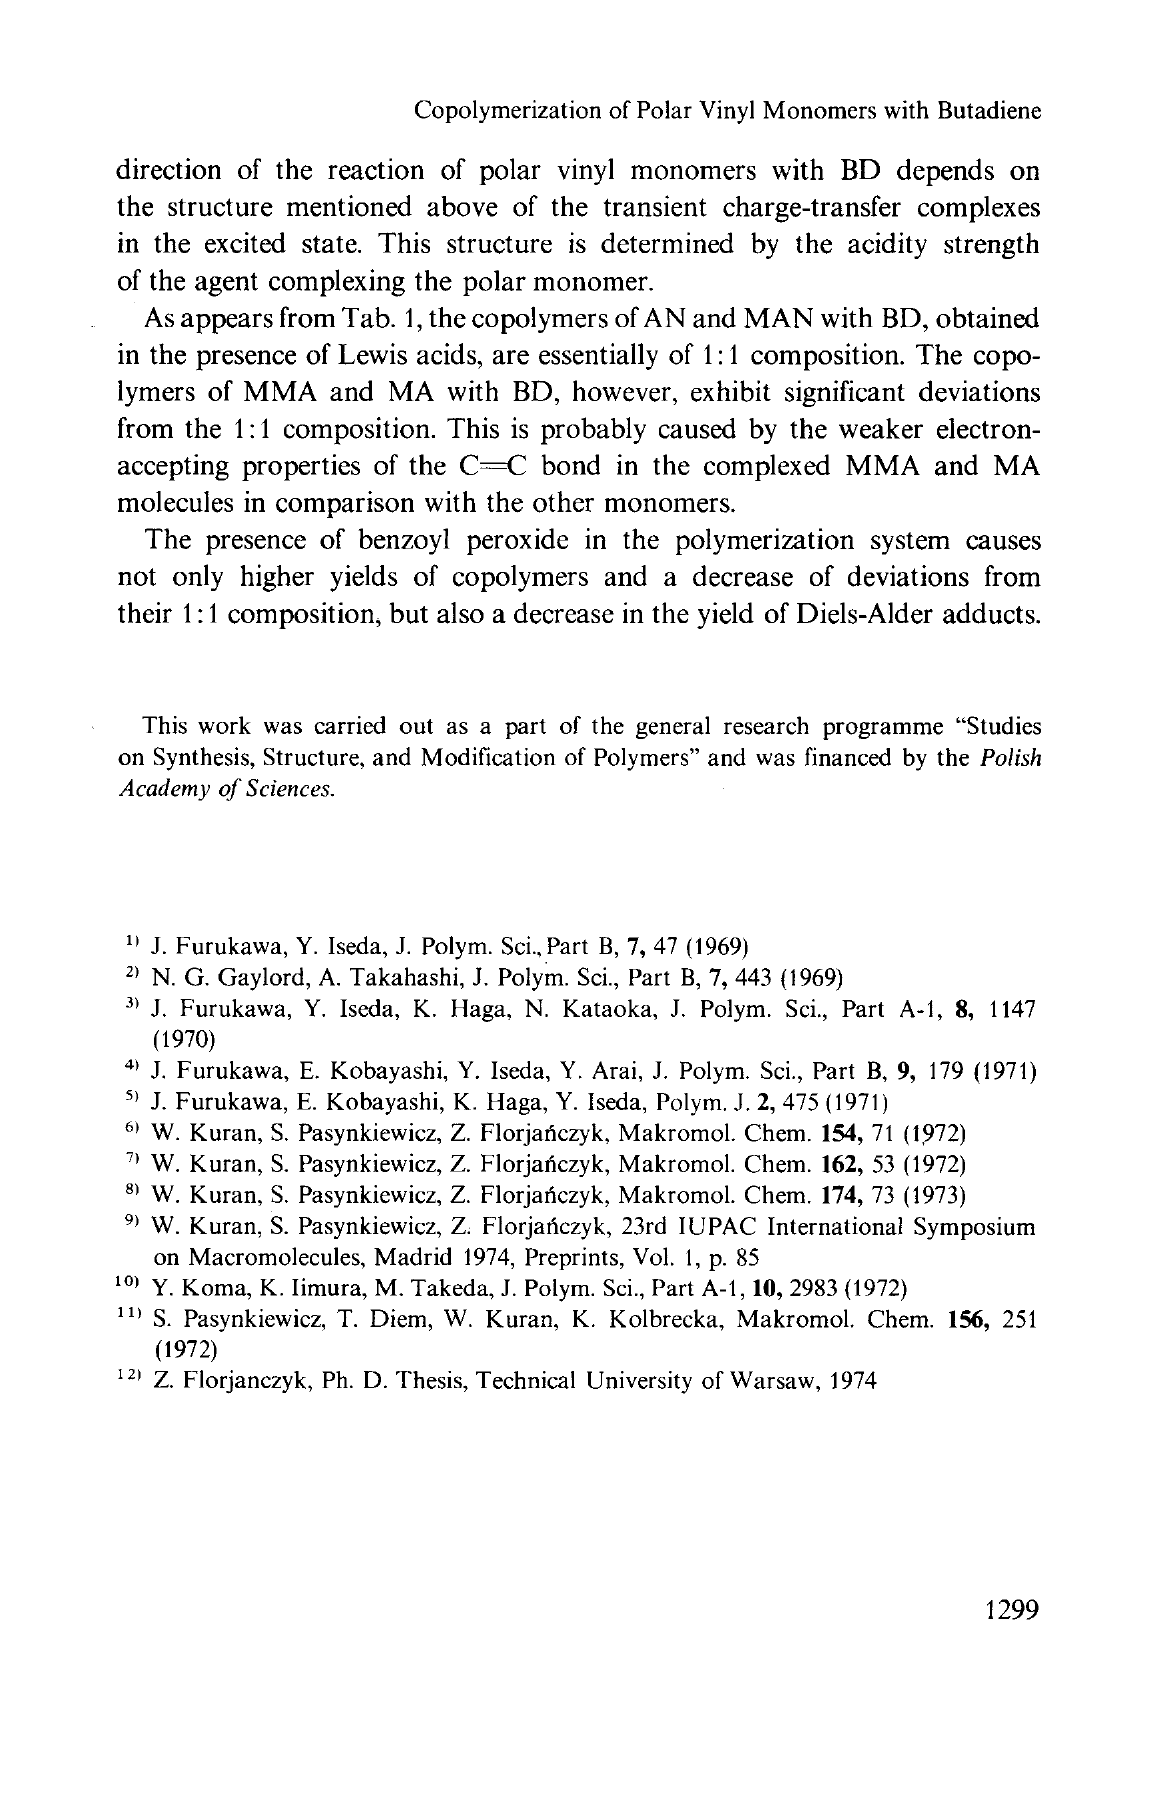 Copolymerization of Polar Vinyl Monomers with Butadiene
direction of the reaction of polar vinyl monomers with BD depends on
the structure mentioned above of the transient charge-transfer complexes
in the excited state. This structure is determined by the acidity strength
of the agent complexing the polar monomer.
As appears from Tab. 1, the copolymers of AN and MAN with BD, obtained
in the presence of Lewis acids, are essentially of 1:1 composition. The copo-
lymers of MMA and MA with BD, however, exhibit significant deviations
from the 1:1 composition. This is probably caused by the weaker electron-
accepting properties of the C=C bond in the complexed MMA and MA
molecules in comparison with the other monomers.
The presence of benzoyl peroxide in the polymerization system causes
not only higher yields of copolymers and a decrease of deviations from
their 1:1 composition, but also a decrease in the yield of Diels-Alder adducts.
This work was carried out as a part of the general research programme “Studies
on Synthesis, Structure, and Modification of Polymers” and was financed by the Polish
Academy of Sciences.
1) J. Furukawa, Y. Iseda, J. Polym. Sci., Part B, 7, 47 (1969)
2) N. G. Gaylord, A. Takahashi, J. Polym. Sci., Part B, 7, 443 (1969)
3) J. Furukawa, Y. Iseda, K. Haga, N. Kataoka, J. Polym. Sci., Part A-1, 8, 1147
(1970)
4) J. Furukawa, E. Kobayashi, Y. Iseda, Y. Arai, J. Polym. Sci., Part B, 9, 179 (1971)
5) J. Furukawa, E. Kobayashi, K. Haga, Y. Iseda, Polym. J. 2, 475 (1971)
6) W. Kuran, S. Pasynkiewicz, Z. Florjańczyk, Makromol. Chem. 154, 71 (1972)
7) W. Kuran, S. Pasynkiewicz, Z. Florjańczyk, Makromol. Chem. 162, 53 (1972)
8) W. Kuran, S. Pasynkiewicz, Z. Florjańczyk, Makromol. Chem. 174, 73 (1973)
9) W. Kuran, S. Pasynkiewicz, Z. Florjańczyk, 23rd IUPAC International Symposium
on Macromolecules, Madrid 1974, Preprints, Vol. 1, p. 85
10) Y. Koma, K. Iimura, M. Takeda, J. Polym. Sci., Part A-1, 10, 2983 (1972)
11) S. Pasynkiewicz, T. Diem, W. Kuran, K. Kolbrecka, Makromol. Chem. 156, 251
(1972)
12) Z. Florjanczyk, Ph. D. Thesis, Technical University of Warsaw, 1974
1299